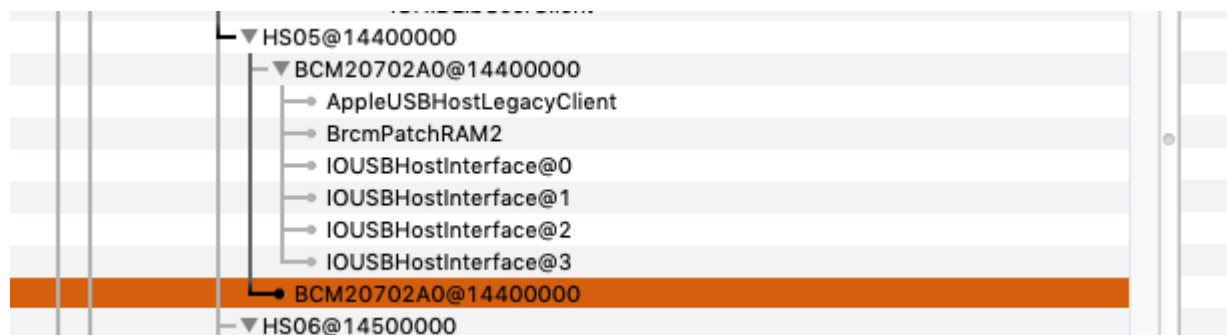 HS05@14400000
BCM20702A0@14400000
AppleUSBHostLegacyClient
BrcmPatchRAM2
IOUSBHostInterface@0
IOUSBHostInterface@1
IOUSBHostInterface@2
IOUSBHostInterface@3
BCM20702A0@14400000
HS06@14500000